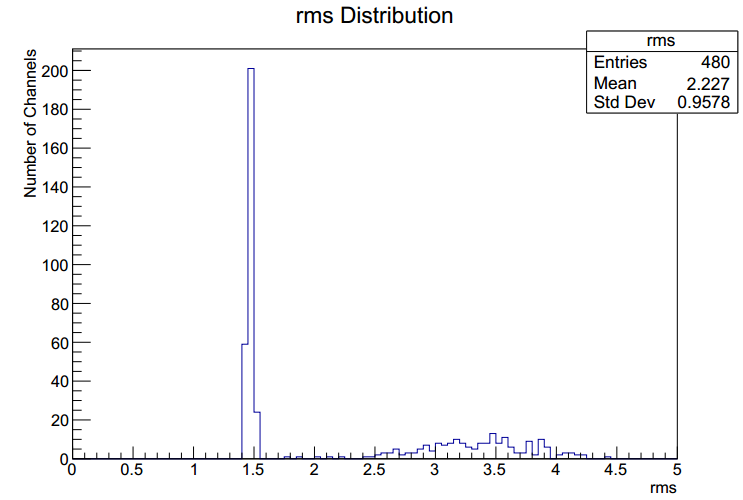 rms Distribution
rms
Entries 480
Mean 2.227
Std Dev 0.9578
Number of Channels
200
180
160
140
120
100
80
60
40
20
0
0 0.5 1 1.5 2 2.5 3 3.5 4 4.5 5
rms